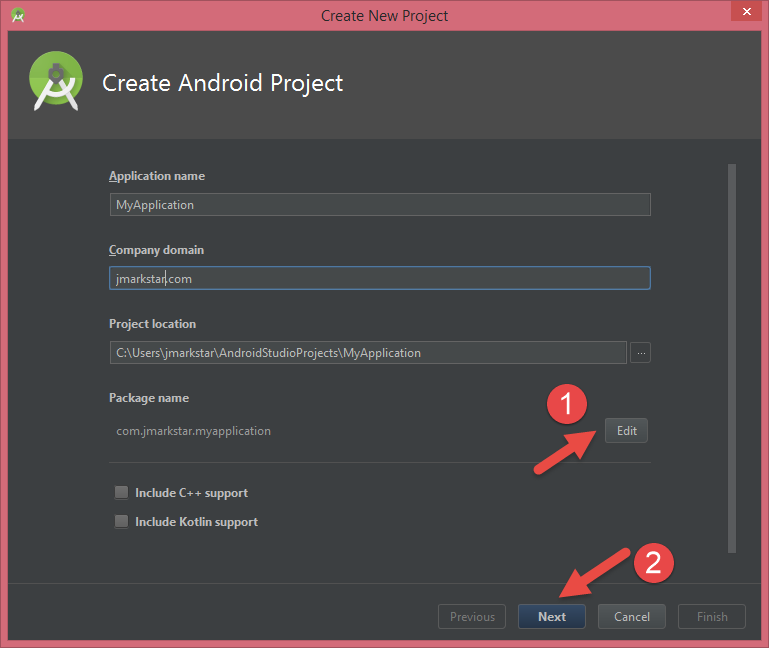 Create New Project
Create Android Project
Application name
MyApplication
Company domain
jmarkstar.com
Project location
C:\Users\jmarkstar\AndroidStudioProjects\MyApplication
...
Package name
1
com.jmarkstar.myapplication
Edit
Include C++ support
Include Kotlin support
2
Previous Next Cancel Finish